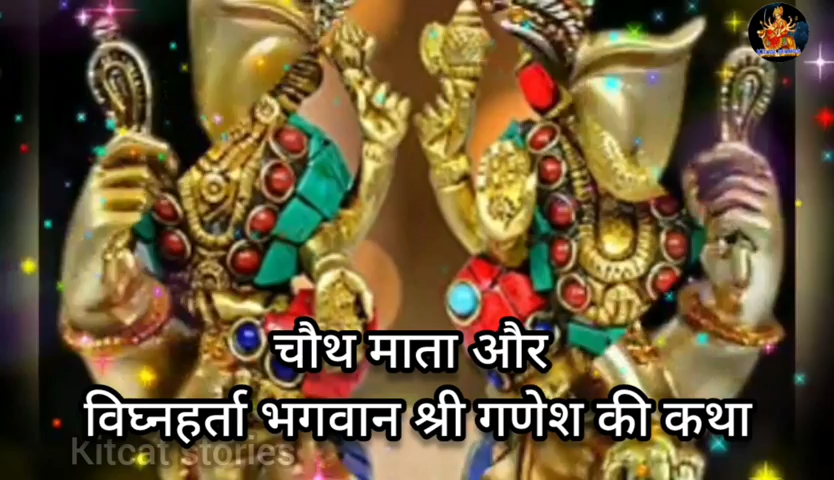 चौथ माता और
विघ्नहर्ता भगवान श्री गणेश की कथा
Kitcat stories